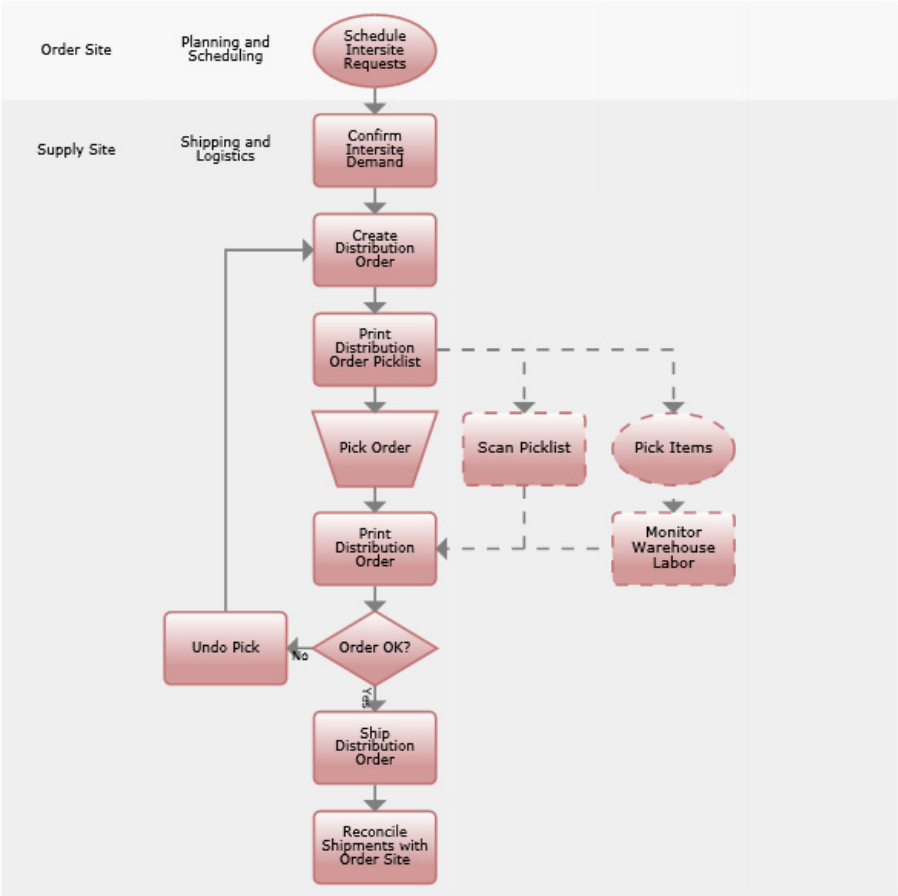 Order Site
Planning and
Scheduling
Schedule
Intersite
Requests
Supply Site
Shipping and
Logistics
Confirm
Intersite
Demand
Create
Distribution
Order
Print
Distribution
Order Picklist
Pick Order
Scan Picklist
Pick Items
Print
Distribution
Order
Monitor
Warehouse
Labor
Undo Pick
No
Order OK?
Yes
Ship
Distribution
Order
Reconcile
Shipments with
Order Site